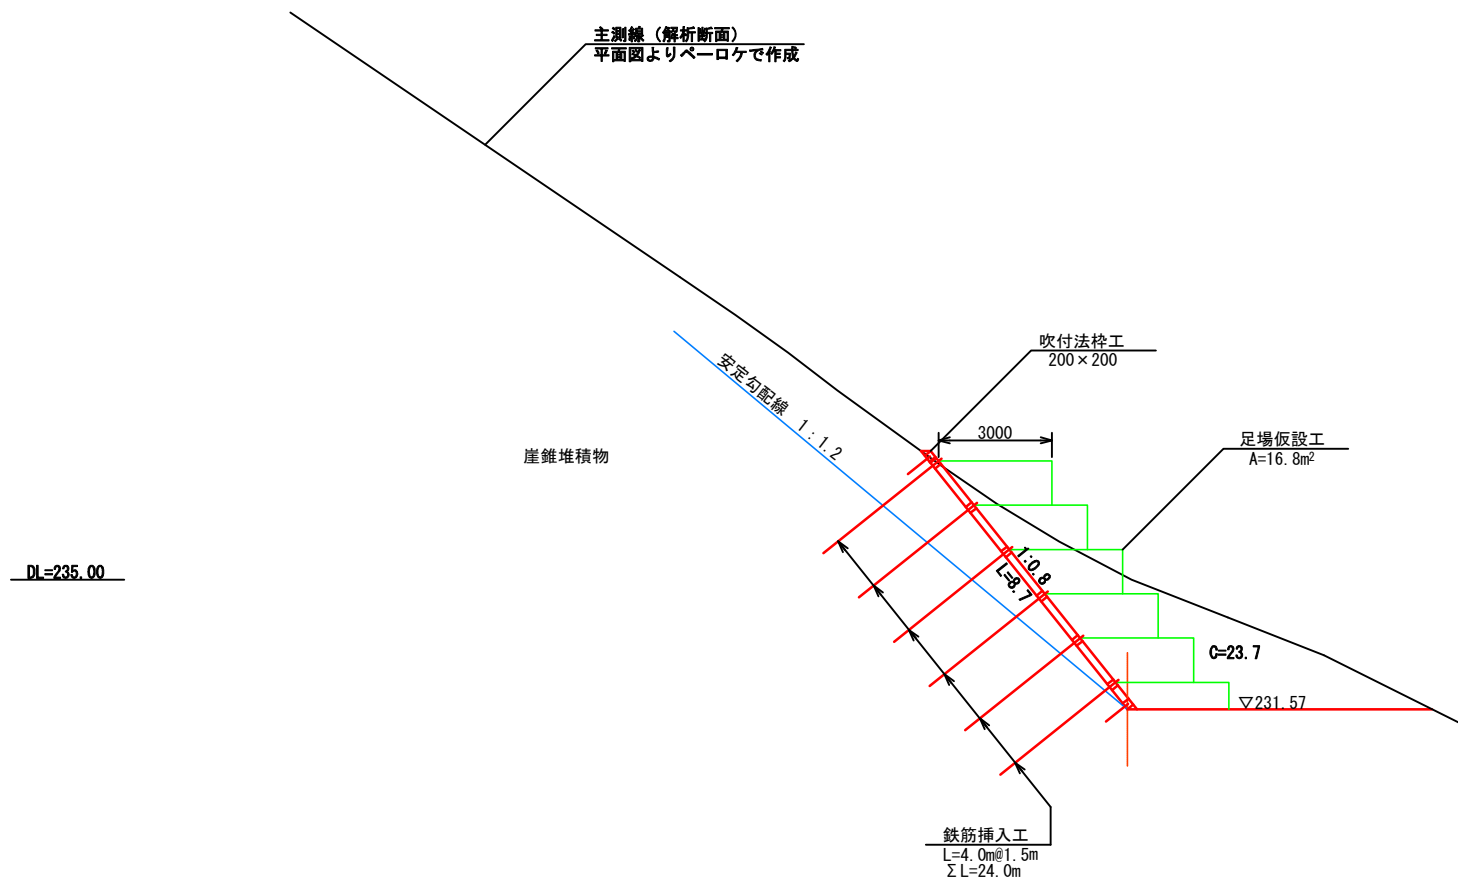 主測線（解析断面）
平面図よりペーロケで作成
吹付法枠工
200×200
安定勾配線　1：1.2
3000
足場仮設工
A=16.8m²
崖錐堆積物
1:0.8
L=8.7
DL=235.00
C=23.7
▽231.57
鉄筋挿入工
L=4.0m@1.5m
ΣL=24.0m